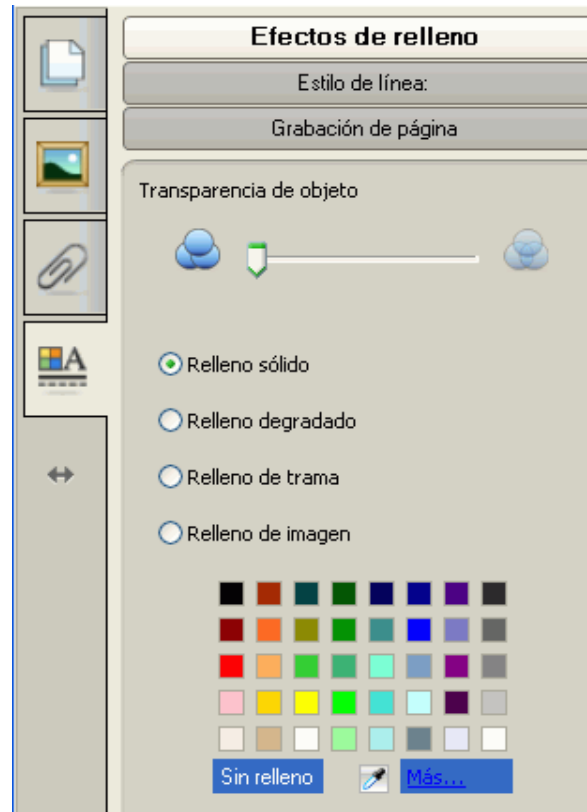 Efectos de relleno
Estilo de línea:
Grabación de página
Transparencia de objeto
A
Relleno sólido
Relleno degradado
Relleno de trama
Relleno de imagen
Sin relleno Más...